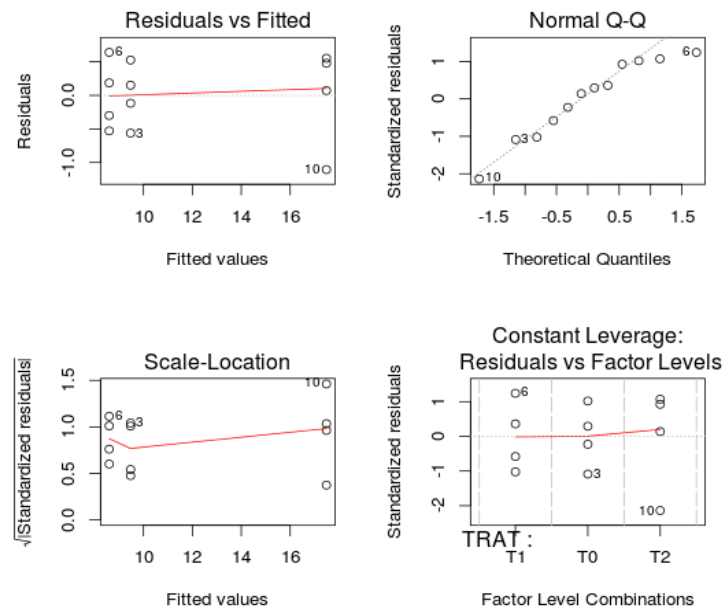 Residuals vs Fitted
Residuals
0.0
-1.0
6
3
10
10 12 14 16
Fitted values
Normal Q-Q
Standardized residuals
1
0
-1
-2
6
3
10
-1.5 -0.5 0.5 1.5
Theoretical Quantiles
Scale-Location
√|Standardized residuals|
1.5
1.0
0.5
0.0
10
6
3
10 12 14 16
Fitted values
Constant Leverage:
Residuals vs Factor Levels
Standardized residuals
1
0
-1
-2
6
3
10
TRAT :
T1 T0 T2
Factor Level Combinations